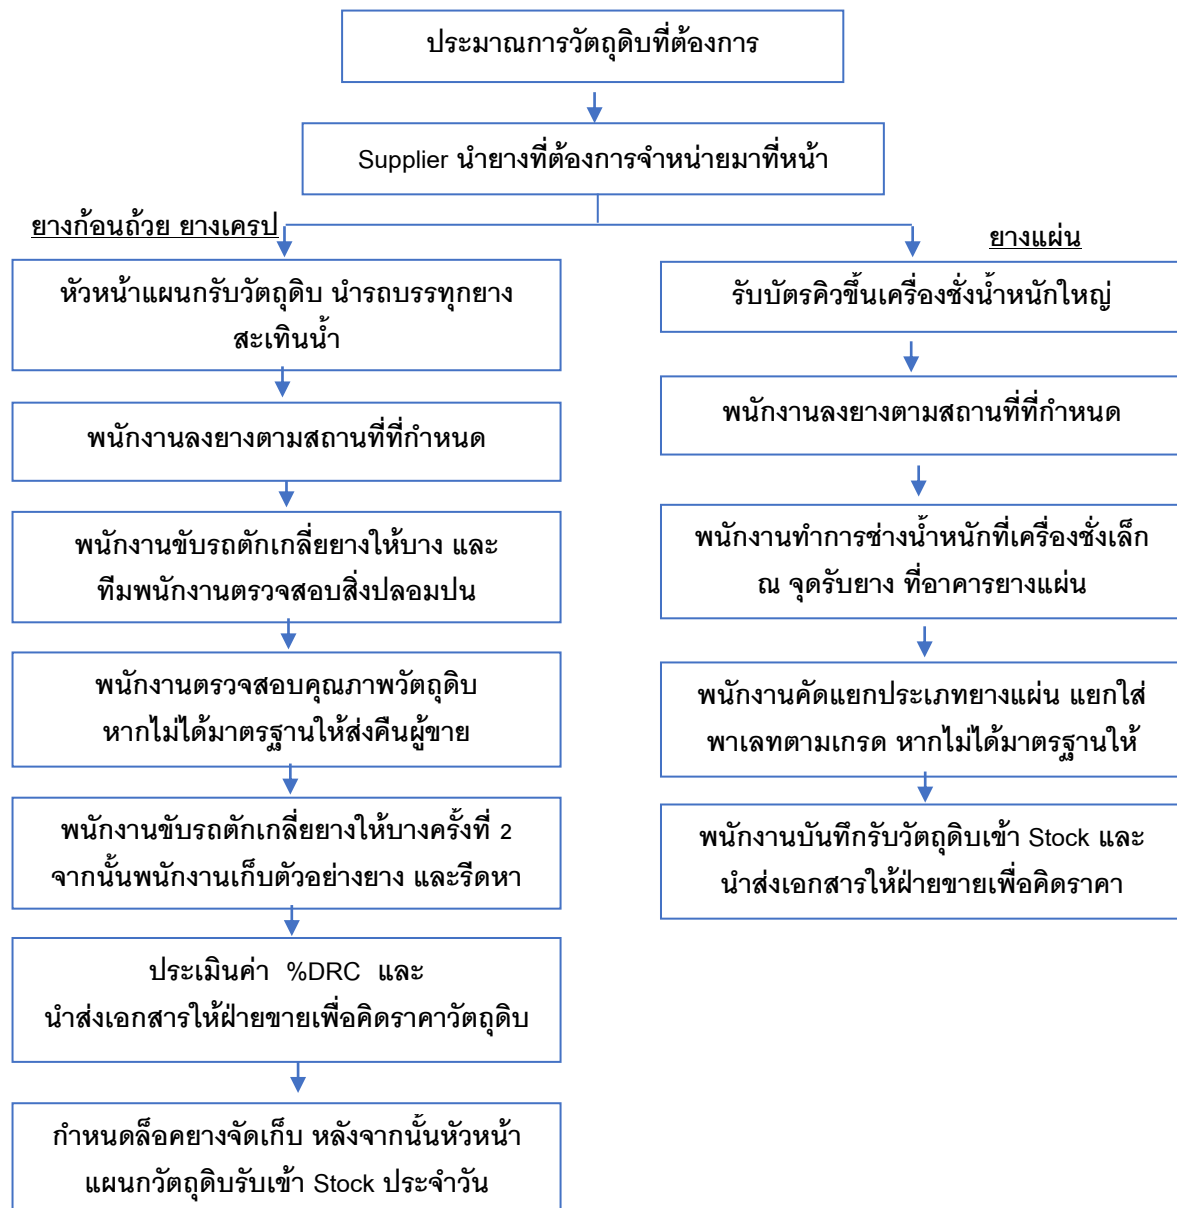 ประมาณการวัตถุดิบที่ต้องการ
Supplier นำยางที่ต้องการจำหน่ายมาที่หน้า
ยางก้อนถ้วย ยางเครป
หัวหน้าแผนกรับวัตถุดิบ นำรถบรรทุกยาง
สะเทินน้ำ
พนักงานลงยางตามสถานที่ที่กำหนด
พนักงานขับรถตักเกลี่ยยางให้บาง และ
ทีมพนักงานตรวจสอบสิ่งปลอมปน
พนักงานตรวจสอบคุณภาพวัตถุดิบ
หากไม่ได้มาตรฐานให้ส่งคืนผู้ขาย
พนักงานขับรถตักเกลี่ยยางให้บางครั้งที่ 2
จากนั้นพนักงานเก็บตัวอย่างยาง และรีดหา
ประเมินค่า %DRC และ
นำส่งเอกสารให้ฝ่ายขายเพื่อคิดราคาวัตถุดิบ
กำหนดล็อคยางจัดเก็บ หลังจากนั้นหัวหน้า
แผนกวัตถุดิบรับเข้า Stock ประจำวัน
ยางแผ่น
รับบัตรคิวขึ้นเครื่องชั่งน้ำหนักใหญ่
พนักงานลงยางตามสถานที่ที่กำหนด
พนักงานทำการช่างน้ำหนักที่เครื่องชั่งเล็ก
ณ จุดรับยาง ที่อาคารยางแผ่น
พนักงานคัดแยกประเภทยางแผ่น แยกใส่
พาเลทตามเกรด หากไม่ได้มาตรฐานให้
พนักงานบันทึกรับวัตถุดิบเข้า Stock และ
นำส่งเอกสารให้ฝ่ายขายเพื่อคิดราคา